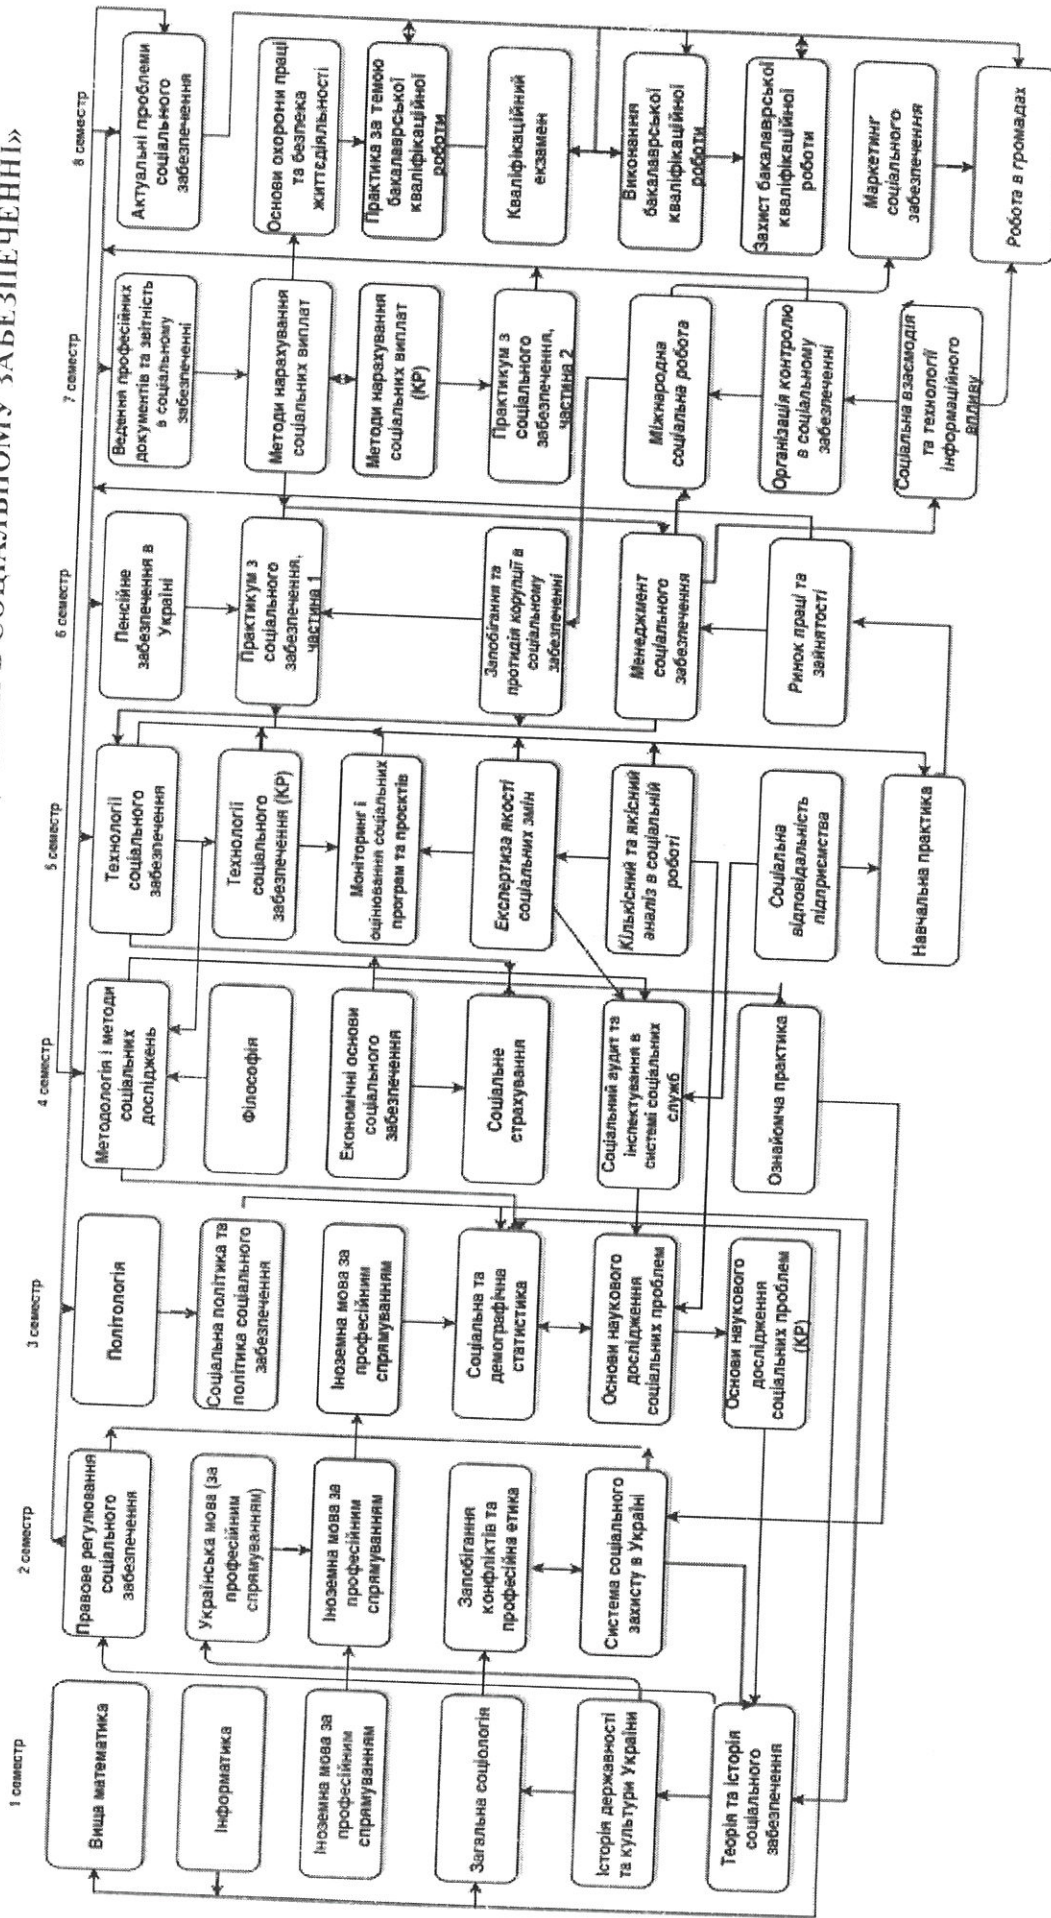 СОЦІАЛЬНОМУ ЗАБЕЗПЕЧЕННІ»
1 семестр
Вища математика
Інформатика
Іноземна мова за
професійним
спрямуванням
Загальна соціологія
Історія державності
та культури України
Теорія та історія
соціального
забезпечення
2 семестр
Правове регулювання
соціального
забезпечення
Українська мова (за
професійним
спрямуванням)
Іноземна мова за
професійним
спрямуванням
Запобігання
конфліктів та
професійна етика
Система соціального
захисту в Україні
3 семестр
Політологія
Соціальна політика та
політика соціального
забезпечення
Іноземна мова за
професійним
спрямуванням
Соціальна та
демографічна
статистика
Основи наукового
дослідження
соціальних проблем
Основи наукового
дослідження
соціальних проблем
(КР)
4 семестр
Методологія і методи
соціальних
досліджень
Філософія
Економічні основи
соціального
забезпечення
Соціальне
страхування
Соціальний аудит та
інспектування в
системі соціальних
служб
Ознайомча практика
5 семестр
Технології
соціального
забезпечення
Технології
соціального
забезпечення (КР)
Моніторинг і
оцінювання соціальних
програм та проєктів
Експертиза якості
соціальних змін
Кількісний та якісний
аналіз в соціальній
роботі
Соціальна
відповідальність
підприємства
Навчальна практика
6 семестр
Пенсійне
забезпечення в
Україні
Практикум з
соціального
забезпечення,
частина 1
Запобігання та
протидія корупції в
соціальному
забезпеченні
Менеджмент
соціального
забезпечення
Ринок праці та
зайнятості
7 семестр
Ведення професійних
документів та звітність
в соціальному
забезпеченні
Методи нарахування
соціальних виплат
Методи нарахування
соціальних виплат
(КР)
Практикум з
соціального
забезпечення,
частина 2
Міжнародна
соціальна робота
Організація контролю
в соціальному
забезпеченні
Соціальна взаємодія
та технології
інформаційного
впливу
8 семестр
Актуальні проблеми
соціального
забезпечення
Основи охорони праці
та безпека
життєдіяльності
Практика за темою
бакалаврської
кваліфікаційної
роботи
Кваліфікаційний
екзамен
Виконання
бакалаврської
кваліфікаційної
роботи
Захист бакалаврської
кваліфікаційної
роботи
Маркетинг
соціального
забезпечення
Робота в громадах